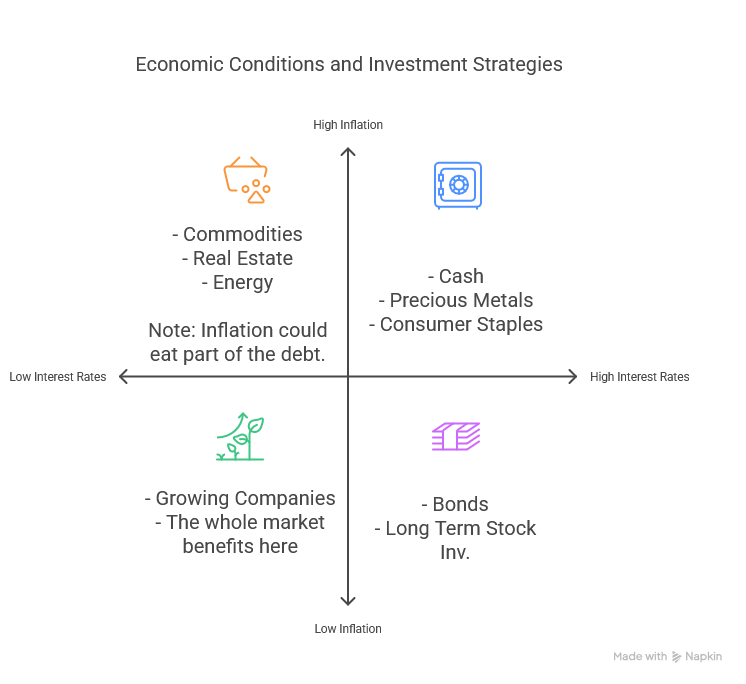 Economic Conditions and Investment Strategies
High Inflation
- Commodities
- Real Estate
- Energy
Note: Inflation could
eat part of the debt.
- Cash
- Precious Metals
- Consumer Staples
Low Interest Rates
High Interest Rates
- Growing Companies
- The whole market
benefits here
- Bonds
- Long Term Stock
Inv.
Low Inflation
Made with Napkin